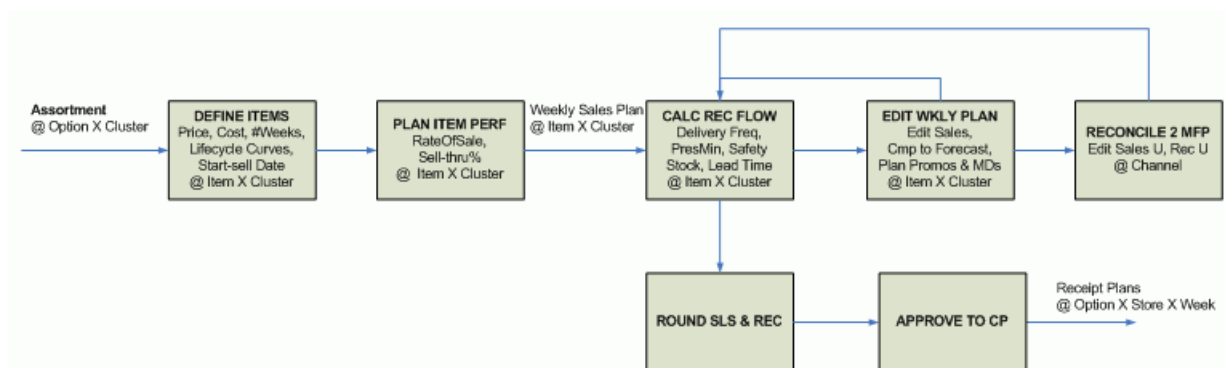 Assortment
@ Option X Cluster
DEFINE ITEMS
Price, Cost, #Weeks,
Lifecycle Curves,
Start-sell Date
@ Item X Cluster
PLAN ITEM PERF
RateOfSale,
Sell-thru%
@ Item X Cluster
Weekly Sales Plan
@ Item X Cluster
CALC REC FLOW
Delivery Freq,
PresMin, Safety
Stock, Lead Time
@ Item X Cluster
EDIT WKLY PLAN
Edit Sales,
Cmp to Forecast,
Plan Promos & MDs
@ Item X Cluster
RECONCILE 2 MFP
Edit Sales U, Rec U
@ Channel
ROUND SLS & REC
APPROVE TO CP
Receipt Plans
@ Option X Store X Week